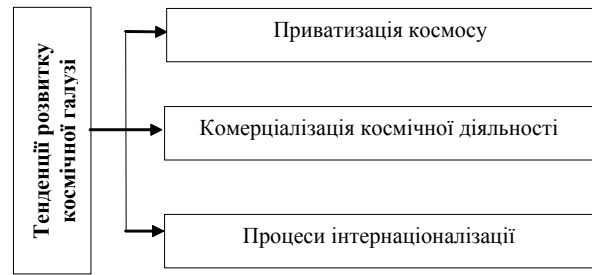 Тенденції розвитку
космічної галузі
Приватизація космосу
Комерціалізація космічної діяльності
Процеси інтернаціоналізації